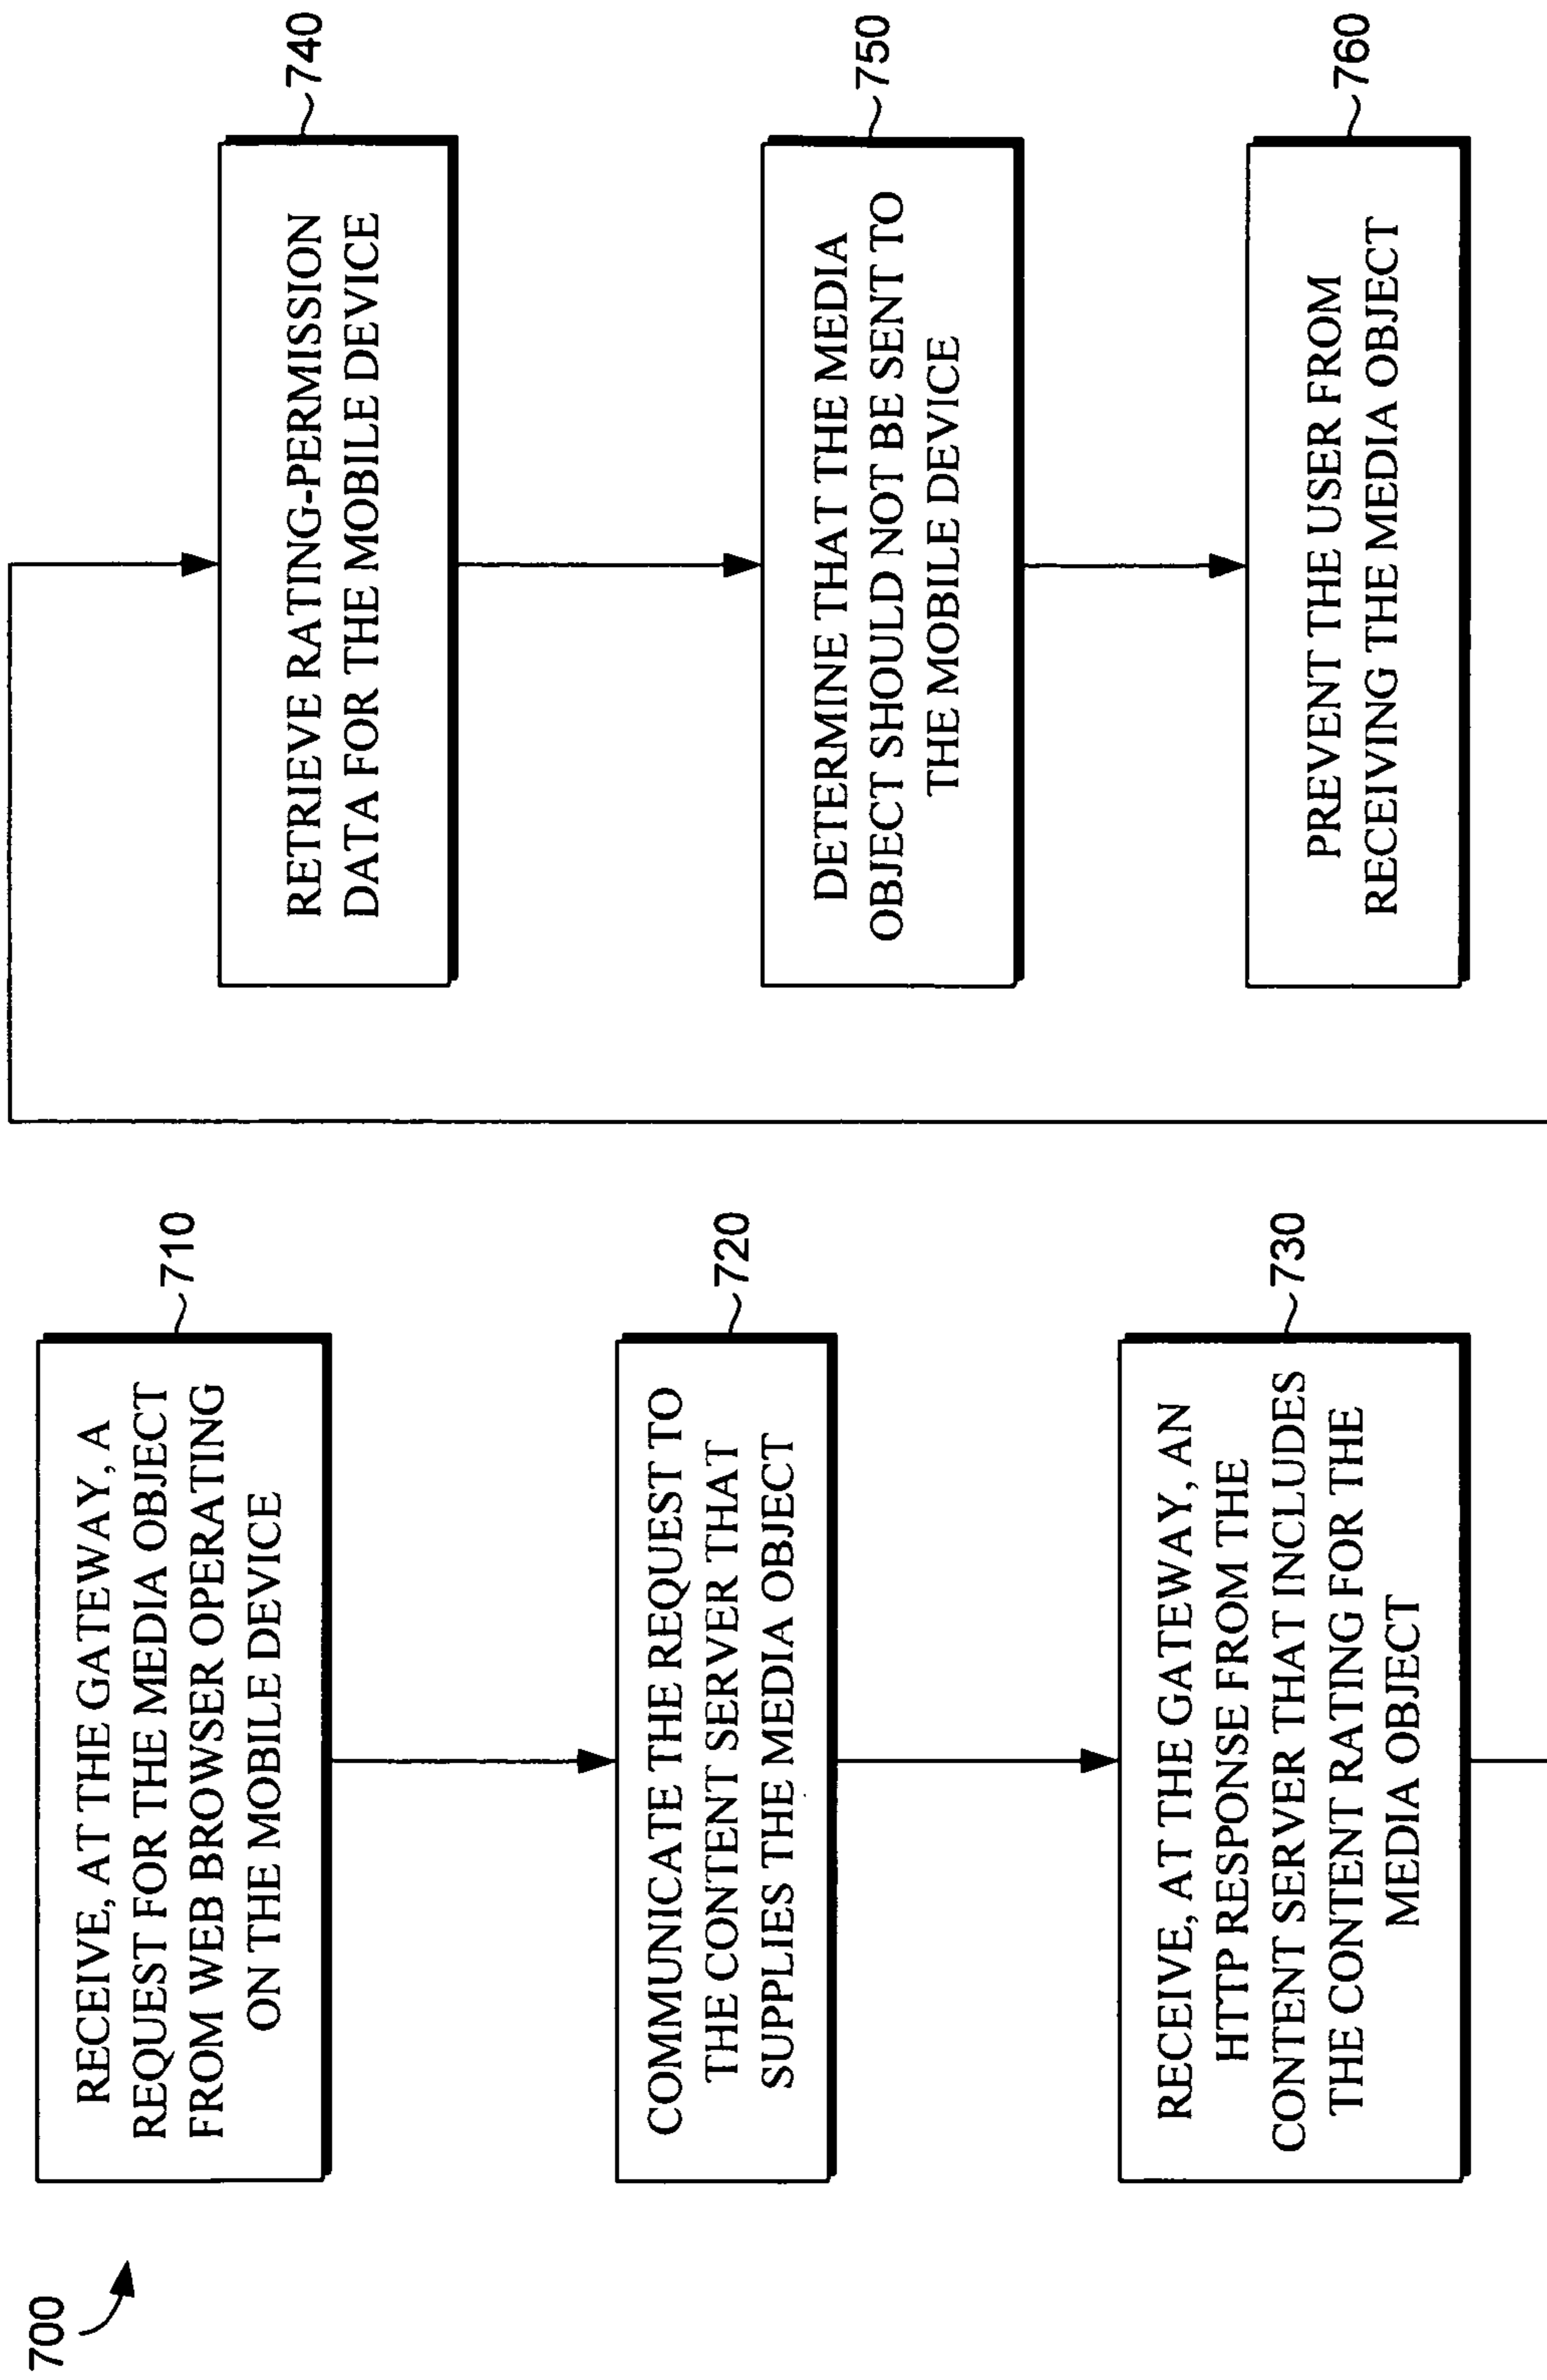 700
RECEIVE, AT THE GATEWAY, A
REQUEST FOR THE MEDIA OBJECT
FROM WEB BROWSER OPERATING
ON THE MOBILE DEVICE
710
COMMUNICATE THE REQUEST TO
THE CONTENT SERVER THAT
SUPPLIES THE MEDIA OBJECT
720
RECEIVE, AT THE GATEWAY, AN
HTTP RESPONSE FROM THE
CONTENT SERVER THAT INCLUDES
THE CONTENT RATING FOR THE
MEDIA OBJECT
730
RETRIEVE RATING-PERMISSION
DATA FOR THE MOBILE DEVICE
740
DETERMINE THAT THE MEDIA
OBJECT SHOULD NOT BE SENT TO
THE MOBILE DEVICE
750
PREVENT THE USER FROM
RECEIVING THE MEDIA OBJECT
760